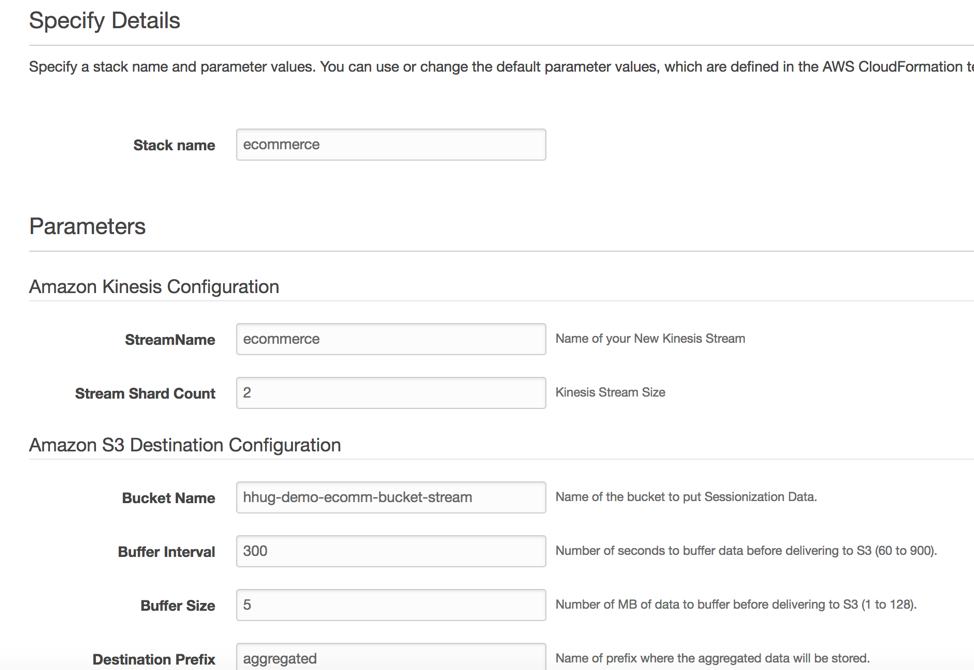 Specify Details
Specify a stack name and parameter values. You can use or change the default parameter values, which are defined in the AWS CloudFormation te
Stack name ecommerce
Parameters
Amazon Kinesis Configuration
StreamName ecommerce Name of your New Kinesis Stream
Stream Shard Count 2 Kinesis Stream Size
Amazon S3 Destination Configuration
Bucket Name hhug-demo-ecomm-bucket-stream Name of the bucket to put Sessionization Data.
Buffer Interval 300 Number of seconds to buffer data before delivering to S3 (60 to 900).
Buffer Size 5 Number of MB of data to buffer before delivering to S3 (1 to 128).
Destination Prefix aggregated Name of prefix where the aggregated data will be stored.